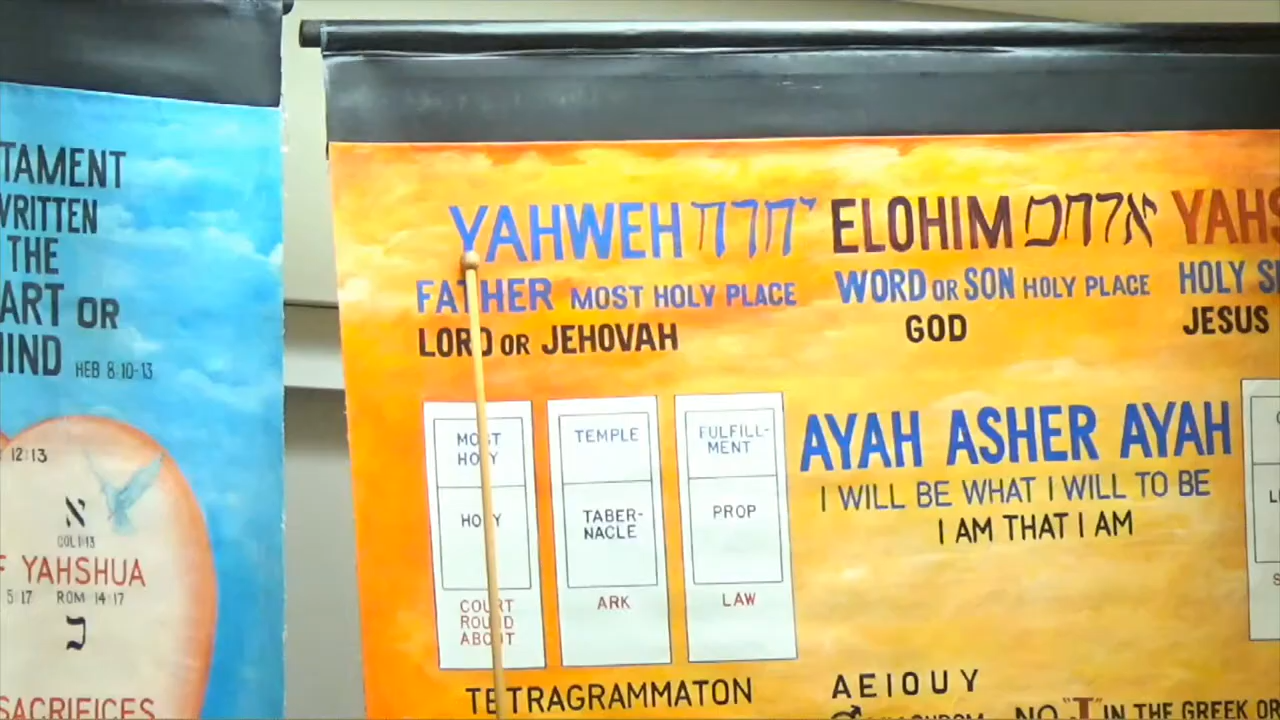 TAMENT
WRITTEN
THE
ART OR
IND HEB 8:10-13
12:13
א
COL 1:13
F YAHSHUA
5:17 ROM 14:17
SACRIFICES
YAHWEH יהוה ELOHIM אלהים YAHS
FATHER MOST HOLY PLACE WORD OR SON HOLY PLACE HOLY S
LORD OR JEHOVAH GOD JESUS
MOST
HOLY
HOLY
COURT
ROUND
ABOUT
TEMPLE
TABER-
NACLE
ARK
FULFILL-
MENT
PROP
LAW
AYAH ASHER AYAH
I WILL BE WHAT I WILL TO BE
I AM THAT I AM
TETRAGRAMMATON
A E I O U Y
NO "J" IN THE GREEK OR